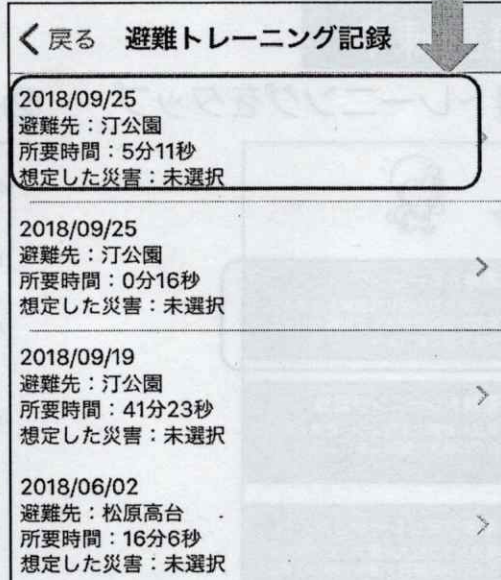 戻る 避難トレーニング記録
2018/09/25
避難先：汀公園
所要時間：5分11秒
想定した災害：未選択
2018/09/25
避難先：汀公園
所要時間：0分16秒
想定した災害：未選択
2018/09/19
避難先：汀公園
所要時間：41分23秒
想定した災害：未選択
2018/06/02
避難先：松原高台
所要時間：16分6秒
想定した災害：未選択